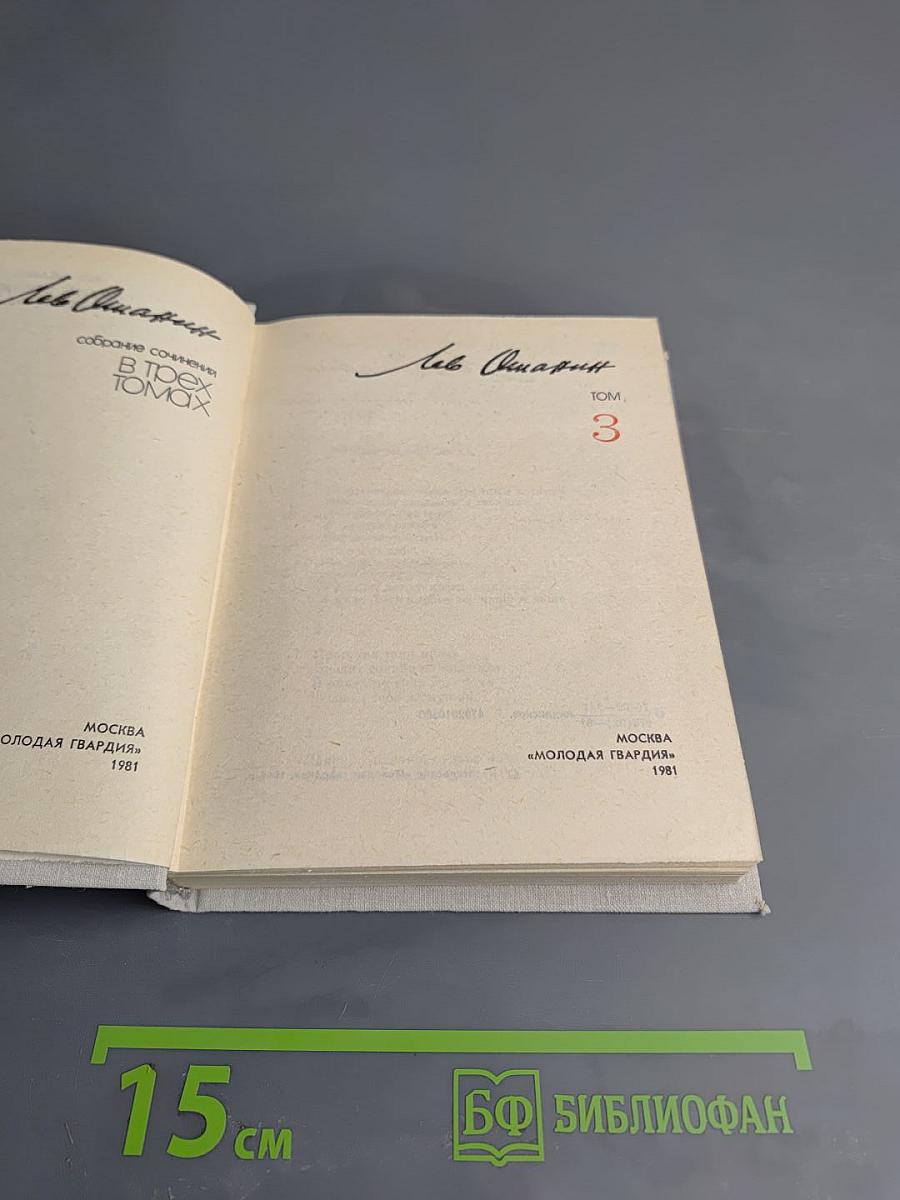 Лев Ошанин
собрание сочинений
В трех
томах
МОСКВА
ОЛОДАЯ ГВАРДИЯ»
1981
Лев Ошанин
ТОМ
3
МОСКВА
«МОЛОДАЯ ГВАРДИЯ»
1981
15 см
БФ БИБЛИОФАН